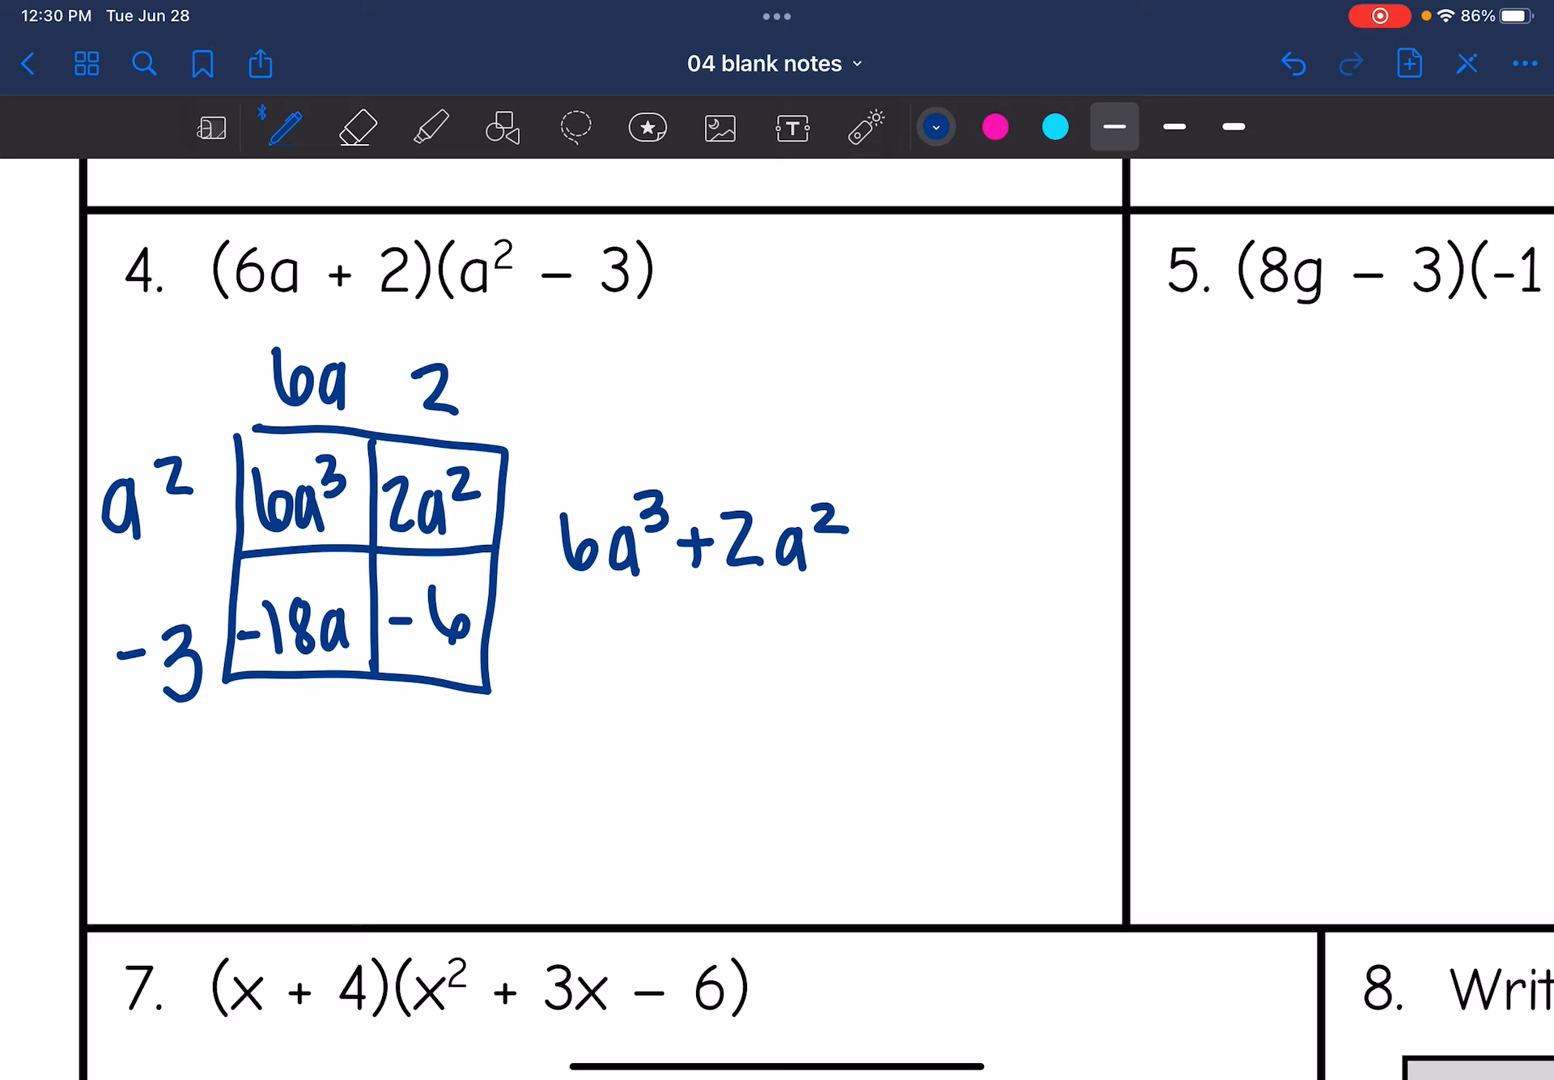 12:30 PM Tue Jun 28
86%
04 blank notes
T
4. (6a + 2)(a² – 3)
5. (8g – 3)(-1
6a 2
a² 6a³ 2a²
6a³+2a²
-3 -18a -6
7. (x + 4)(x² + 3x – 6)
8. Writ